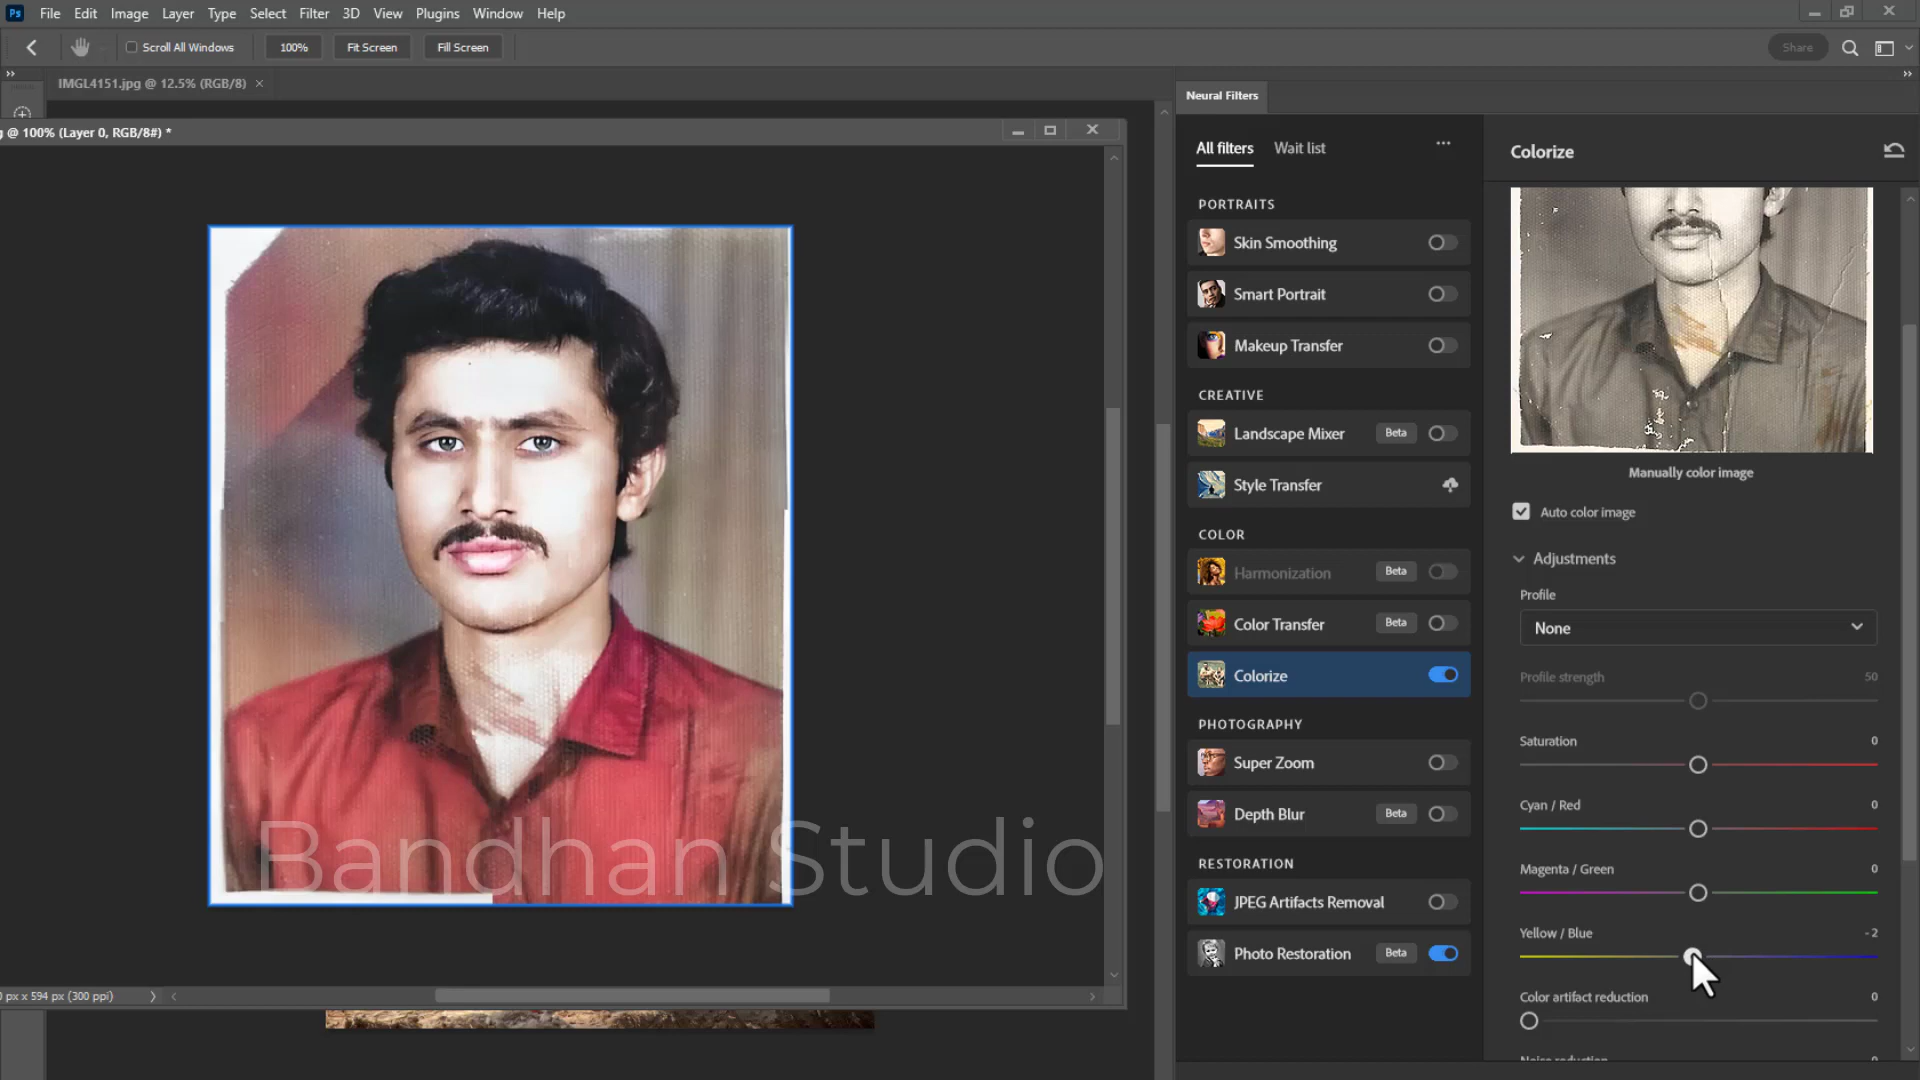 Ps File Edit Image Layer Type Select Filter 3D View Plugins Window Help
Scroll All Windows 100% Fit Screen Fill Screen Share
IMGL4151.jpg @ 12.5% (RGB/8) ×
@ 100% (Layer 0, RGB/8#) *
Bandhan Studio
px x 594 px (300 ppi)
Neural Filters
All filters Wait list
PORTRAITS
Skin Smoothing
Smart Portrait
Makeup Transfer
CREATIVE
Landscape Mixer Beta
Style Transfer
COLOR
Harmonization Beta
Color Transfer Beta
Colorize
PHOTOGRAPHY
Super Zoom
Depth Blur Beta
RESTORATION
JPEG Artifacts Removal
Photo Restoration Beta
Colorize
Manually color image
Auto color image
Adjustments
Profile
None
Profile strength 50
Saturation 0
Cyan / Red 0
Magenta / Green 0
Yellow / Blue -2
Color artifact reduction 0